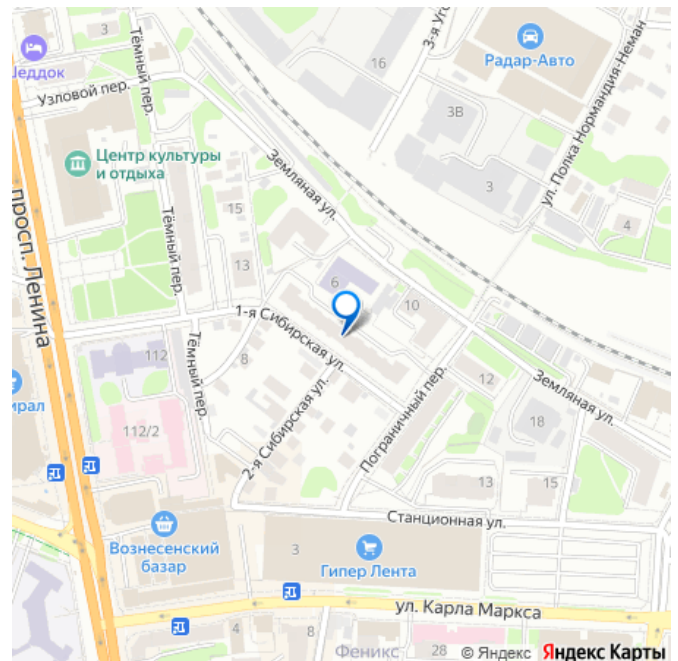 3
Тёмный пер.
Шеддок
Узловой пер.
16
3-я Уго
Радар-Авто
3В
ул. Полка Нормандия-Неман
3
4
Центр культуры
и отдыха
Земляная ул.
просп. Ленина
15
Тёмный пер.
13
6
10
1-я Сибирская ул.
112
Тёмный пер.
8
2-я Сибирская ул.
Пограничный пер.
12
Земляная ул.
18
112/2
13
15
Станционная ул.
Вознесенский
базар
3
Гипер Лента
ул. Карла Маркса
4
8
Феникс
28
© Яндекс Яндекс Карты